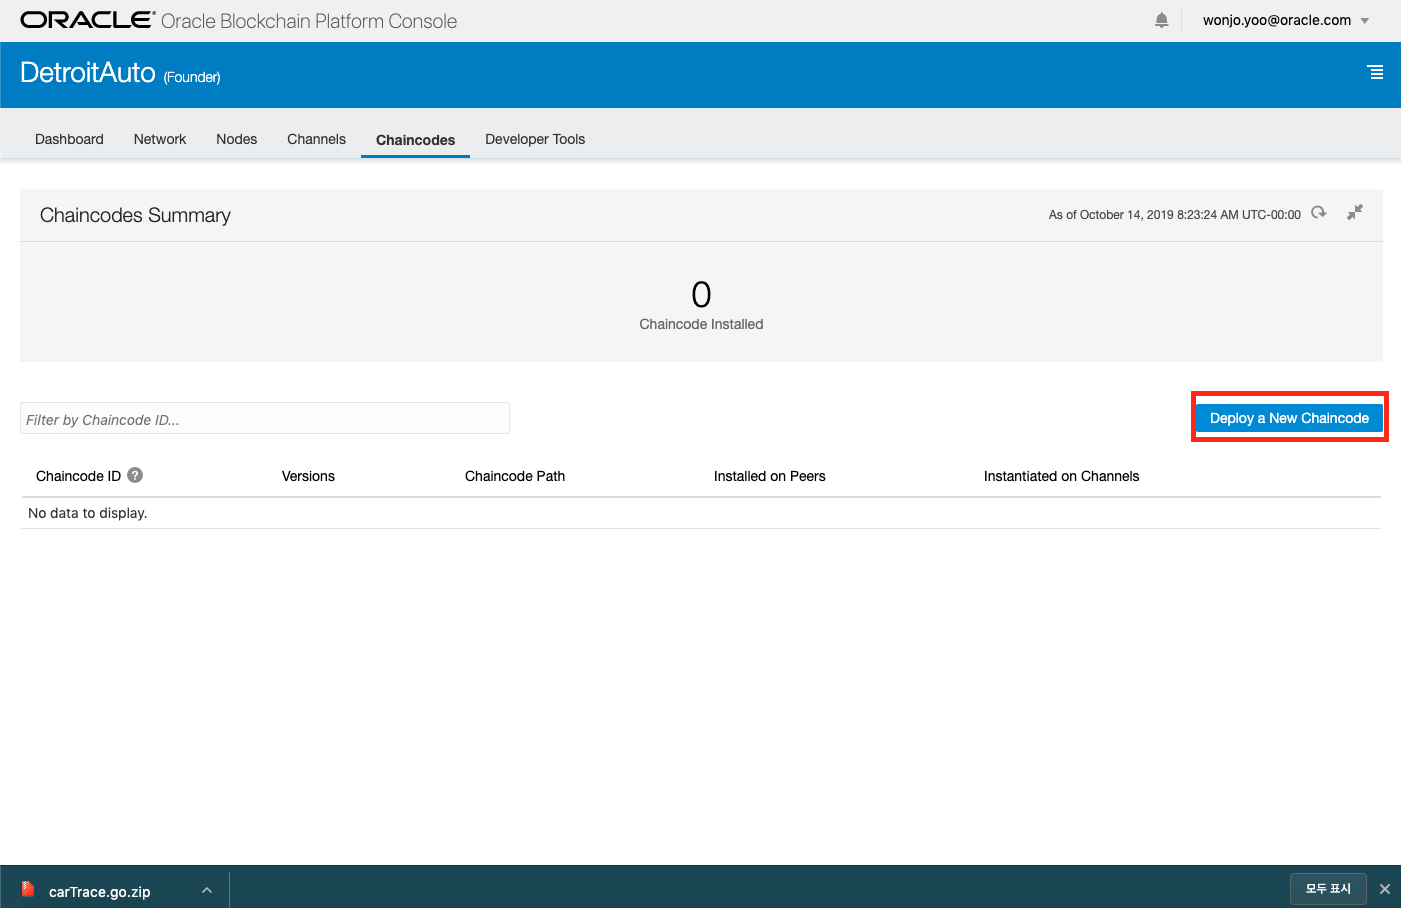 ORACLE® Oracle Blockchain Platform Console
wonjo.yoo@oracle.com
DetroitAuto (Founder)
Dashboard Network Nodes Channels Chaincodes Developer Tools
Chaincodes Summary
As of October 14, 2019 8:23:24 AM UTC-00:00
0
Chaincode Installed
Filter by Chaincode ID...
Deploy a New Chaincode
Chaincode ID ? Versions Chaincode Path Installed on Peers Instantiated on Channels
No data to display.
carTrace.go.zip
모두 표시